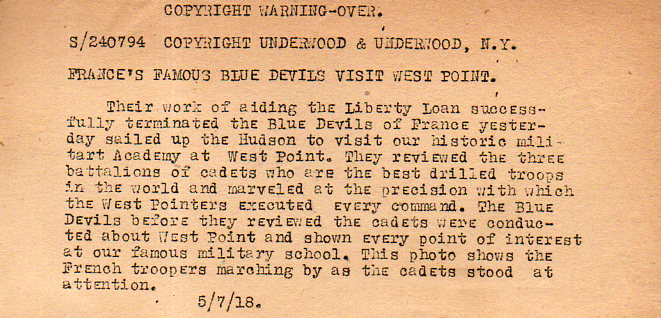 COPYRIGHT WARNING-OVER.
S/240794 COPYRIGHT UNDERWOOD & UNDERWOOD, N.Y.
FRANCE'S FAMOUS BLUE DEVILS VISIT WEST POINT.
Their work of aiding the Liberty Loan success-
fully terminated the Blue Devils of France yester-
day sailed up the Hudson to visit our historic mili-
tart Academy at West Point. They reviewed the three
battalions of cadets who are the best drilled troops
in the world and marveled at the precision with which
the West Pointers executed every command. The Blue
Devils before they reviewed the cadets were conduc-
ted about West Point and shown every point of interest
at our famous military school. This photo shows the
French troopers marching by as the cadets stood at
attention.
5/7/18.